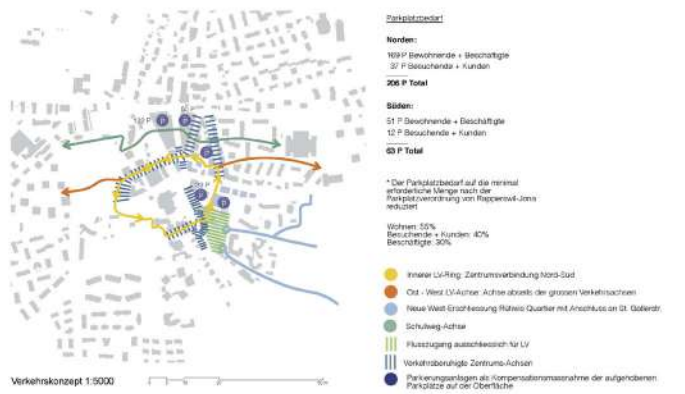 Parkplatzbedarf
Norden:
169 P Bewohnende + Beschäftigte
37 P Besuchende + Kunden
206 P Total
Süden:
51 P Bewohnende + Beschäftigte
12 P Besuchende + Kunden
63 P Total
* Der Parkplatzbedarf auf die minimal
erforderliche Menge nach der
Parkplatzverordnung von Rapperswil-Jona
reduziert
Wohnen: 55%
Besuchende + Kunden: 40%
Beschäftigte: 30%
P
P
P
P
P
Innerer LV-Ring: Zentrumsverbindung Nord-Süd
Ost - West LV-Achse: Achse abseits der grossen Verkehrsachsen
Neue West-Erschliessung Quartier mit Anschluss an St. Gallerstr.
Schulweg-Achse
Flusszugang ausschliesslich für LV
Verkehrsberuhigte Zentrums-Achsen
Parkierungsanlagen als Kompensationsmassnahme der aufgehobenen
Parkplätze auf der Oberfläche
Verkehrskonzept 1:5000